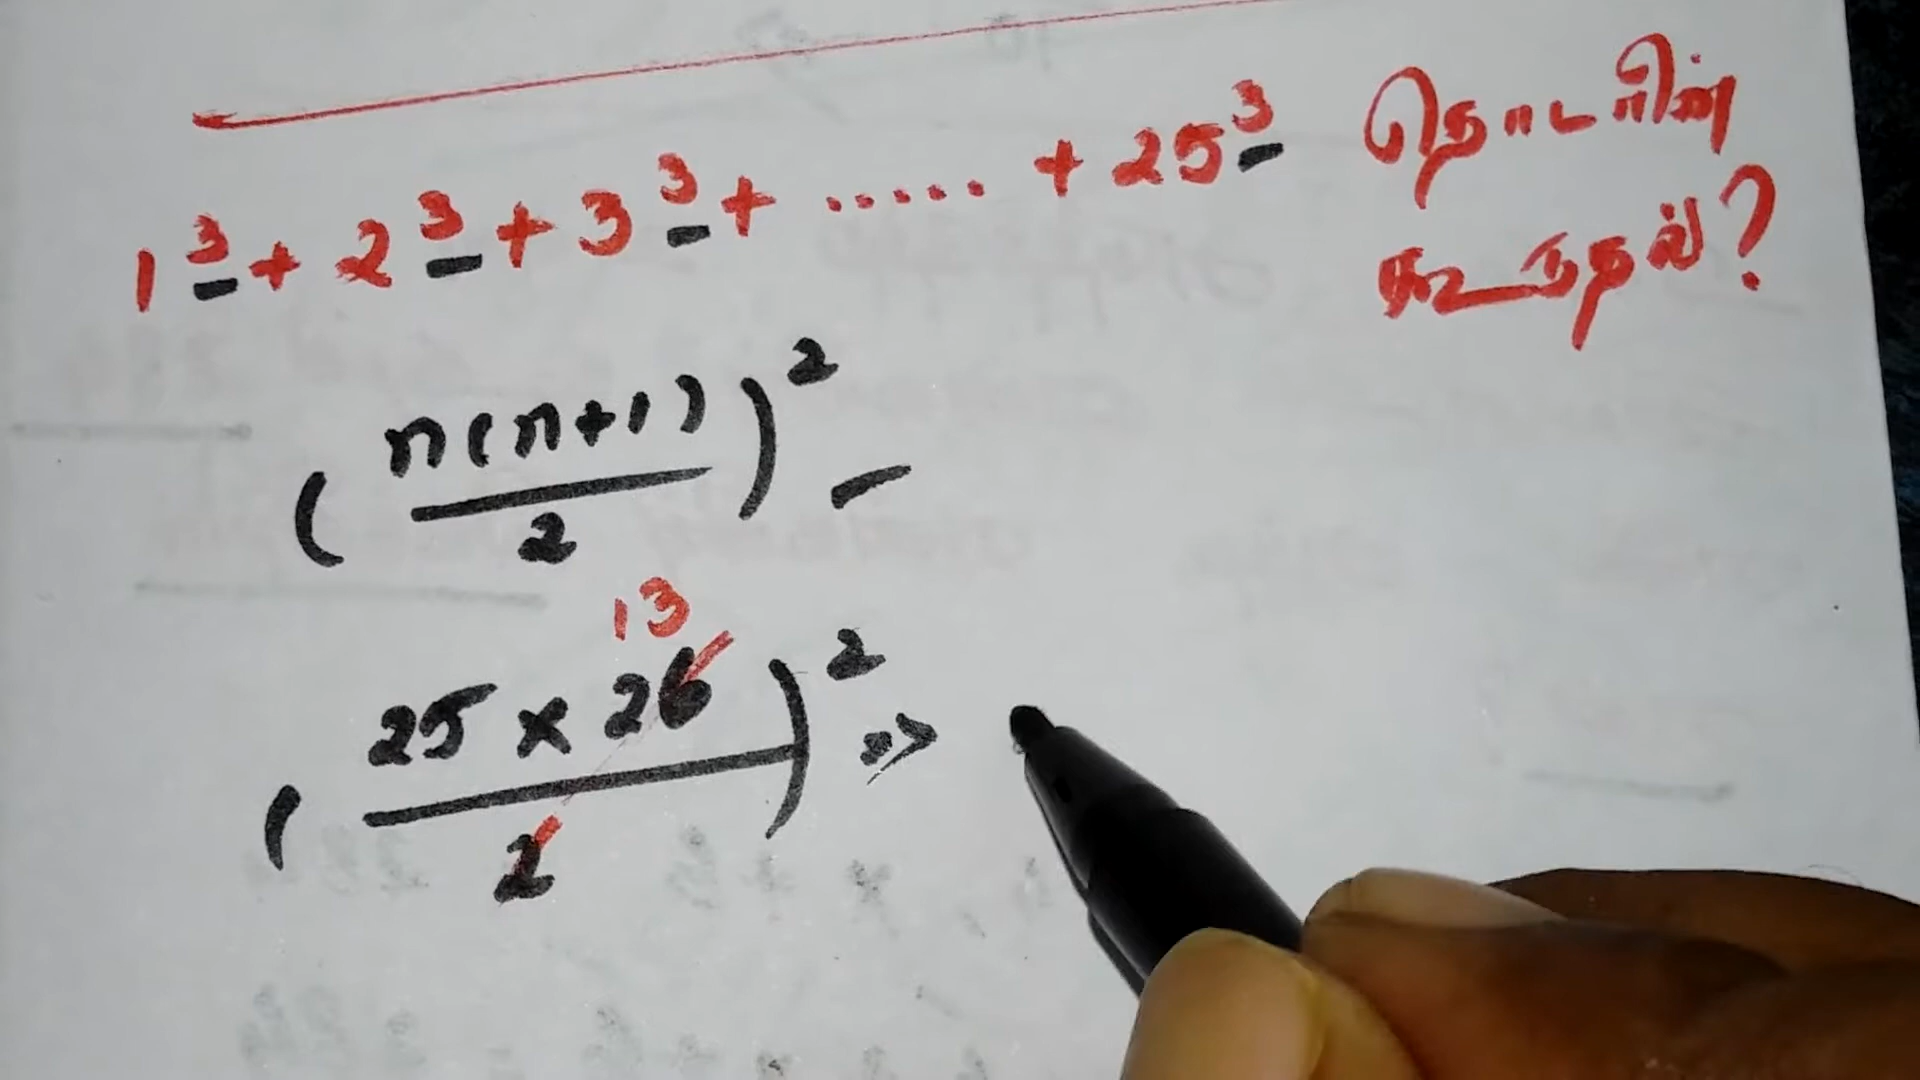 1³ + 2³ + 3³ + ..... + 25³ தொடரின்
கூடுதல்?
(n(n+1)/2)² -
13
(25 × 26/2)² =>